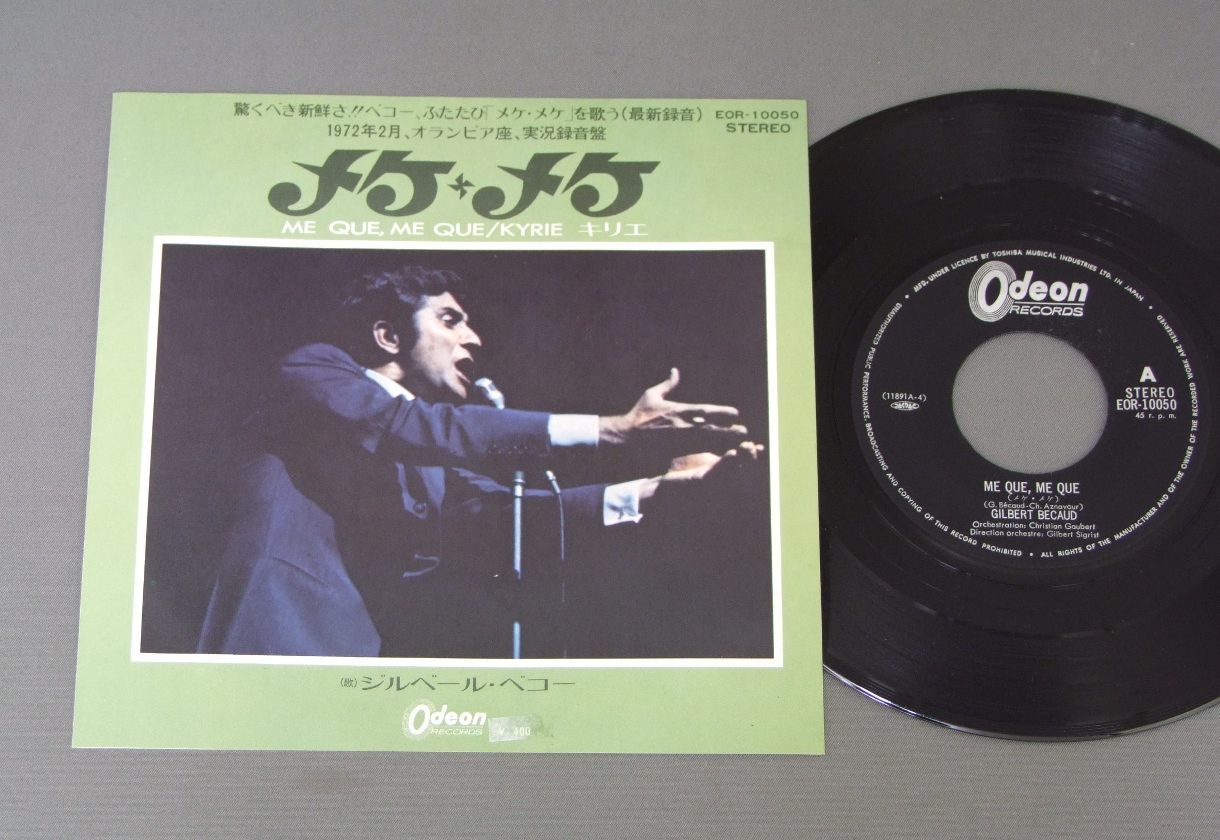 驚くべき新鮮さ!!ベコー、ふたたび「メケ・メケ」を歌う(最新録音)
EOR-10050
1972年2月、オランピア座、実況録音盤
STEREO
メケ・メケ
ME QUE, ME QUE/KYRIE キリエ
(歌)ジルベール・ベコー
Odeon
RECORDS
¥400
MFG. UNDER LICENCE BY TOSHIBA MUSICAL INDUSTRIES LTD. IN JAPAN
UNAUTHORIZED PUBLIC PERFORMANCE, BROADCASTING AND COPYING OF THIS RECORD PROHIBITED • ALL RIGHTS OF THE MANUFACTURER AND OF THE OWNER OF THE RECORDED WORK ARE RESERVED
Odeon
RECORDS
A
STEREO
EOR-10050
45 r. p. m.
(11891A-4)
ME QUE, ME QUE
(メケ・メケ)
(G. Bécaud-Ch. Aznavour)
GILBERT BECAUD
Orchestration: Christian Gaubert
Direction orchestre: Gilbert Sigrist